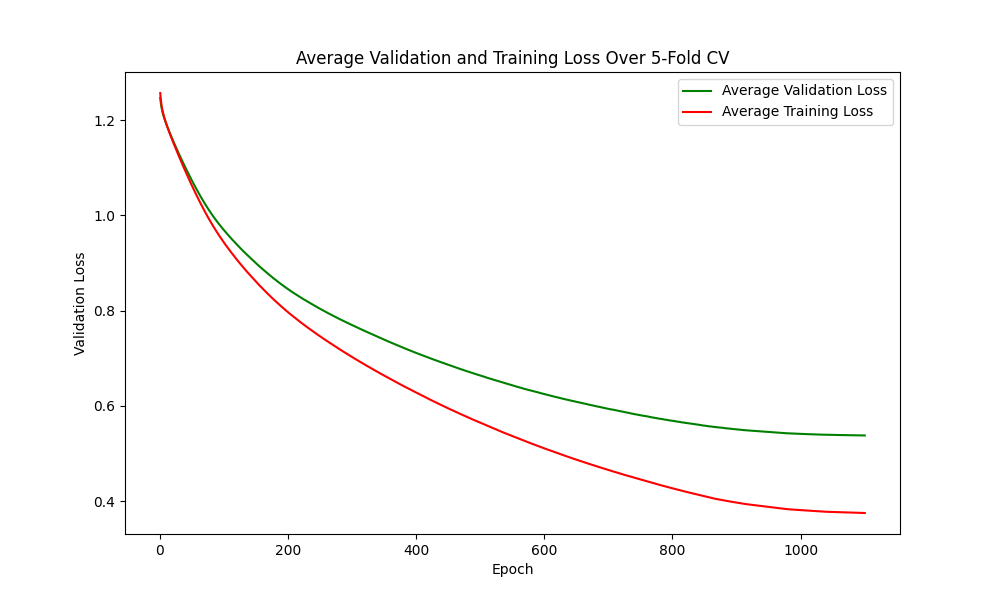 Average Validation and Training Loss Over 5-Fold CV
Average Validation Loss
Average Training Loss
Validation Loss
1.2
1.0
0.8
0.6
0.4
0
200
400
600
800
1000
Epoch